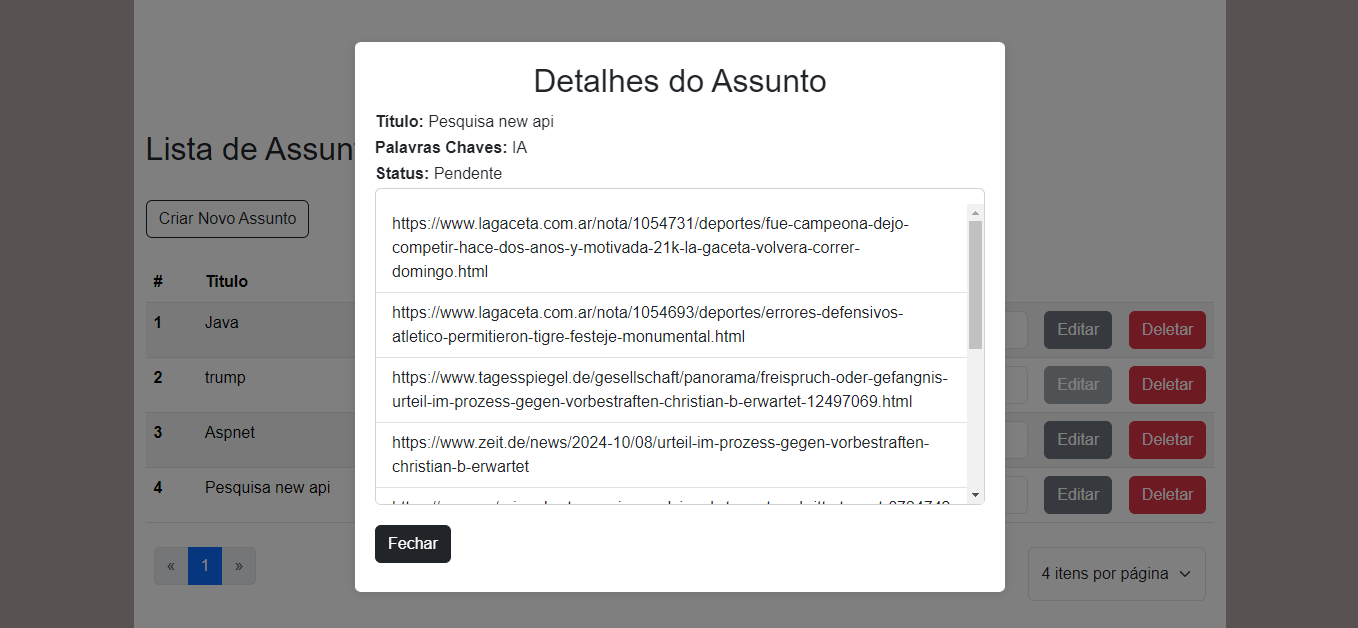 Detalhes do Assunto
Título: Pesquisa new api
Palavras Chaves: IA
Status: Pendente
https://www.lagaceta.com.ar/nota/1054731/deportes/fue-campeona-dejo-
competir-hace-dos-anos-y-motivada-21k-la-gaceta-volvera-correr-
domingo.html
https://www.lagaceta.com.ar/nota/1054693/deportes/errores-defensivos-
atletico-permitieron-tigre-festeje-monumental.html
https://www.tagesspiegel.de/gesellschaft/panorama/freispruch-oder-gefangnis-
urteil-im-prozess-gegen-vorbestraften-christian-b-erwartet-12497069.html
https://www.zeit.de/news/2024-10/08/urteil-im-prozess-gegen-vorbestraften-
christian-b-erwartet
Fechar
Lista de
Criar Novo Assunto
# Titulo
1 Java Editar Deletar
2 trump Editar Deletar
3 Aspnet Editar Deletar
4 Pesquisa new api Editar Deletar
« 1 »
4 itens por página